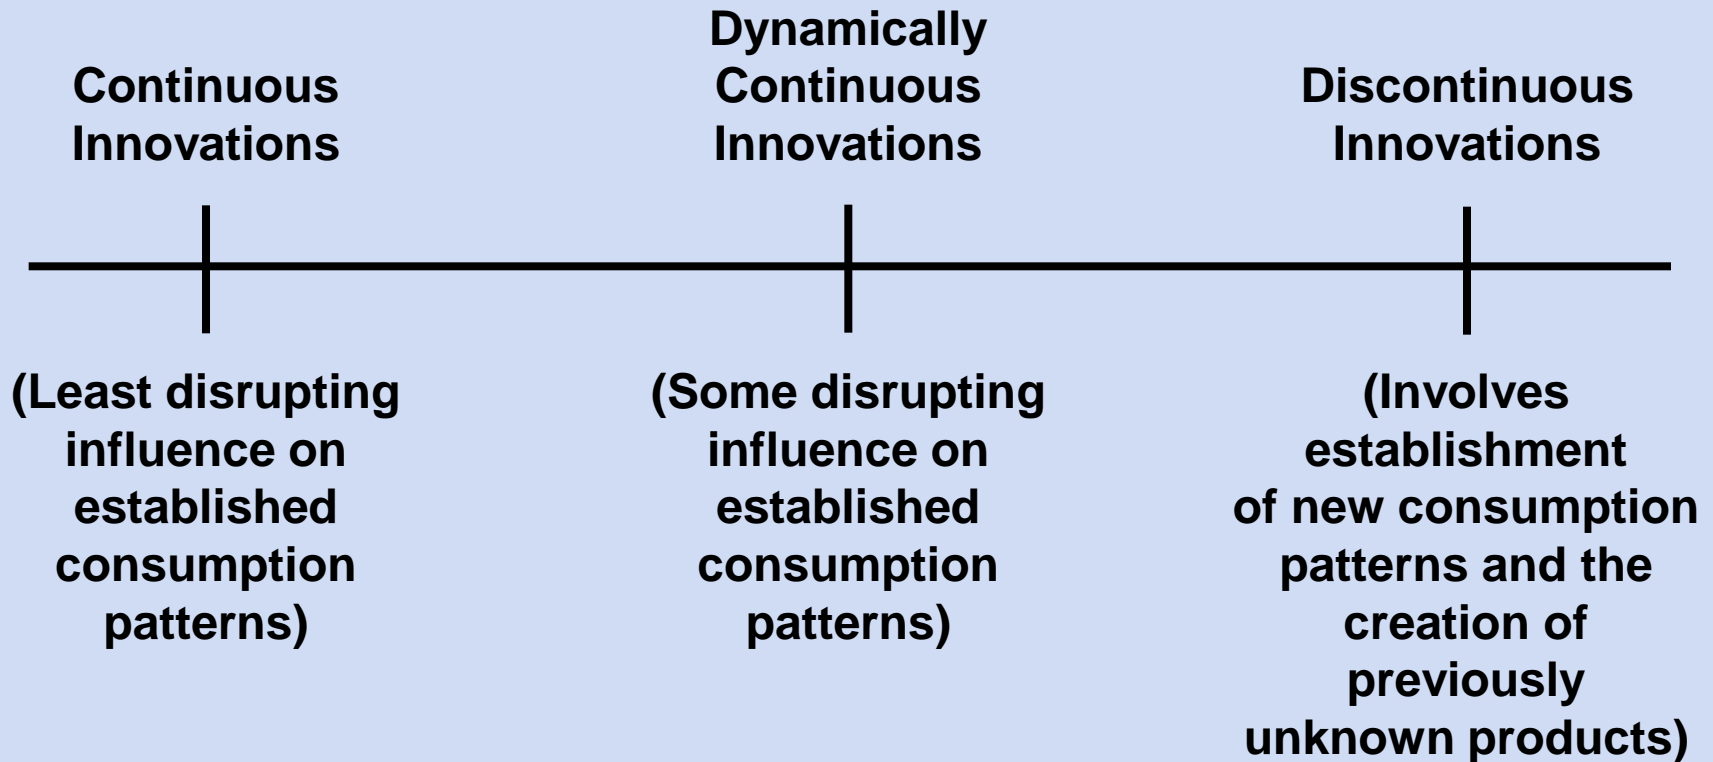 Continuous
Innovations
Dynamically
Continuous
Innovations
Discontinuous
Innovations
(Least disrupting
influence on
established
consumption
patterns)
(Some disrupting
influence on
established
consumption
patterns)
(Involves
establishment
of new consumption
patterns and the
creation of
previously
unknown products)